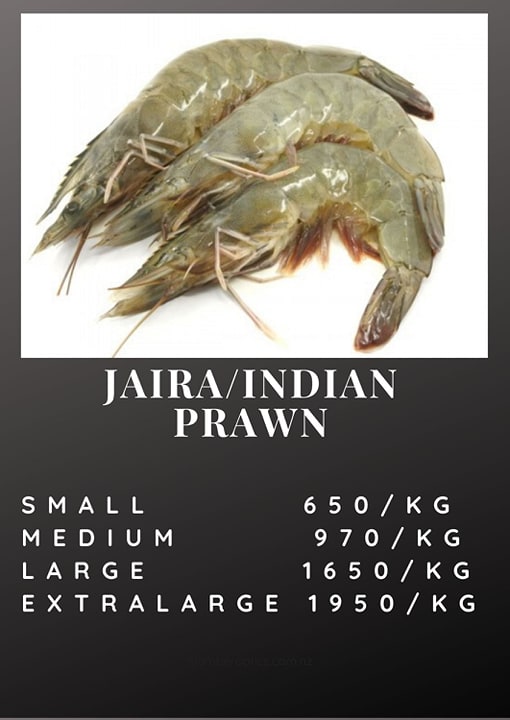 JAIRA/INDIAN
PRAWN
SMALL 650/KG
MEDIUM 970/KG
LARGE 1650/KG
EXTRALARGE 1950/KG